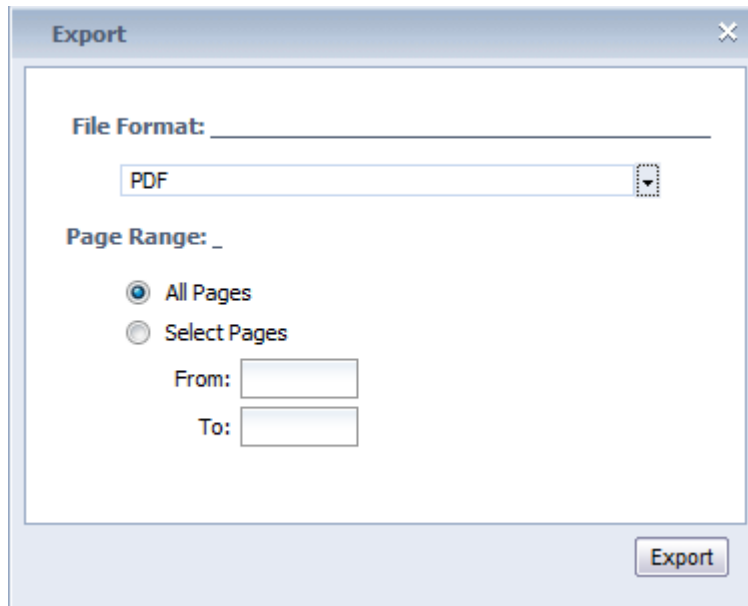 Export
File Format:
PDF
Page Range:
All Pages
Select Pages
From:
To:
Export